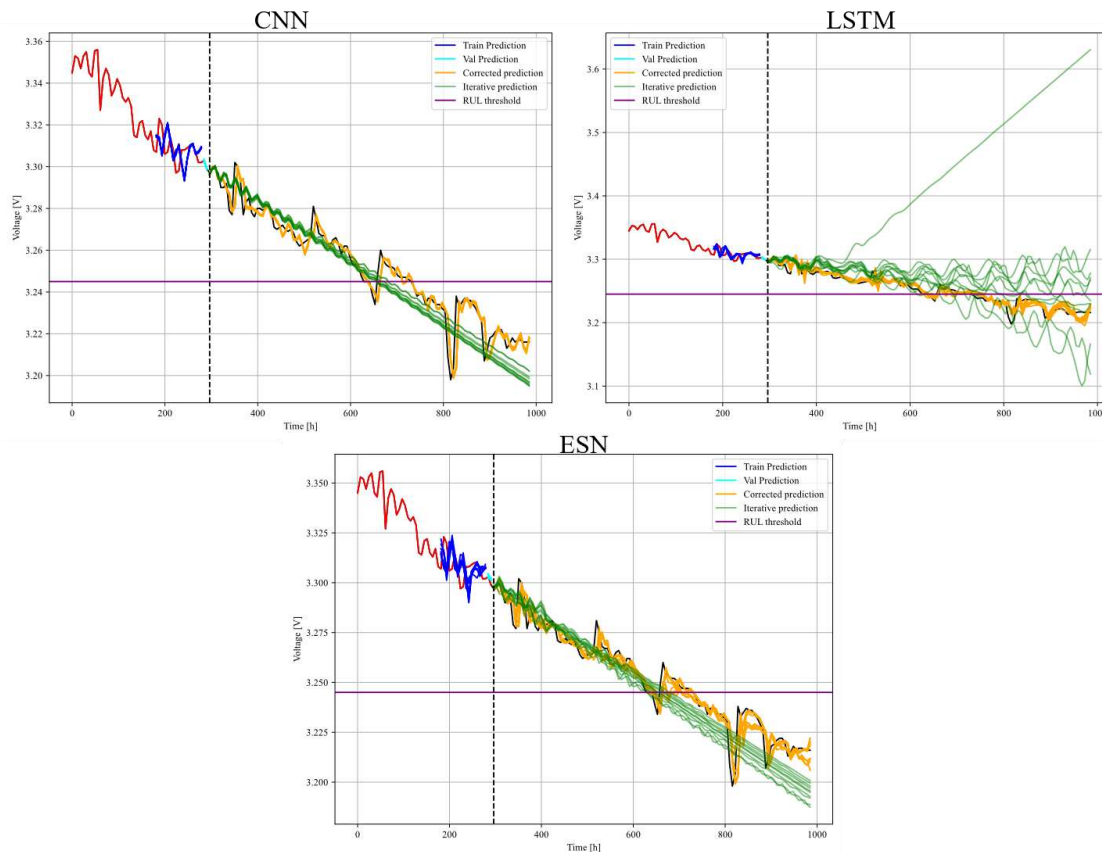 CNN
3.36
3.34
3.32
3.30
3.28
3.26
3.24
3.22
3.20
Voltage [V]
0
200
400
600
800
1000
Time [h]
Train Prediction
Val Prediction
Corrected prediction
Iterative prediction
RUL threshold
LSTM
3.6
3.5
3.4
3.3
3.2
3.1
Voltage [V]
0
200
400
600
800
1000
Time [h]
Train Prediction
Val Prediction
Corrected prediction
Iterative prediction
RUL threshold
ESN
3.350
3.325
3.300
3.275
3.250
3.225
3.200
Voltage [V]
0
200
400
600
800
1000
Time [h]
Train Prediction
Val Prediction
Corrected prediction
Iterative prediction
RUL threshold